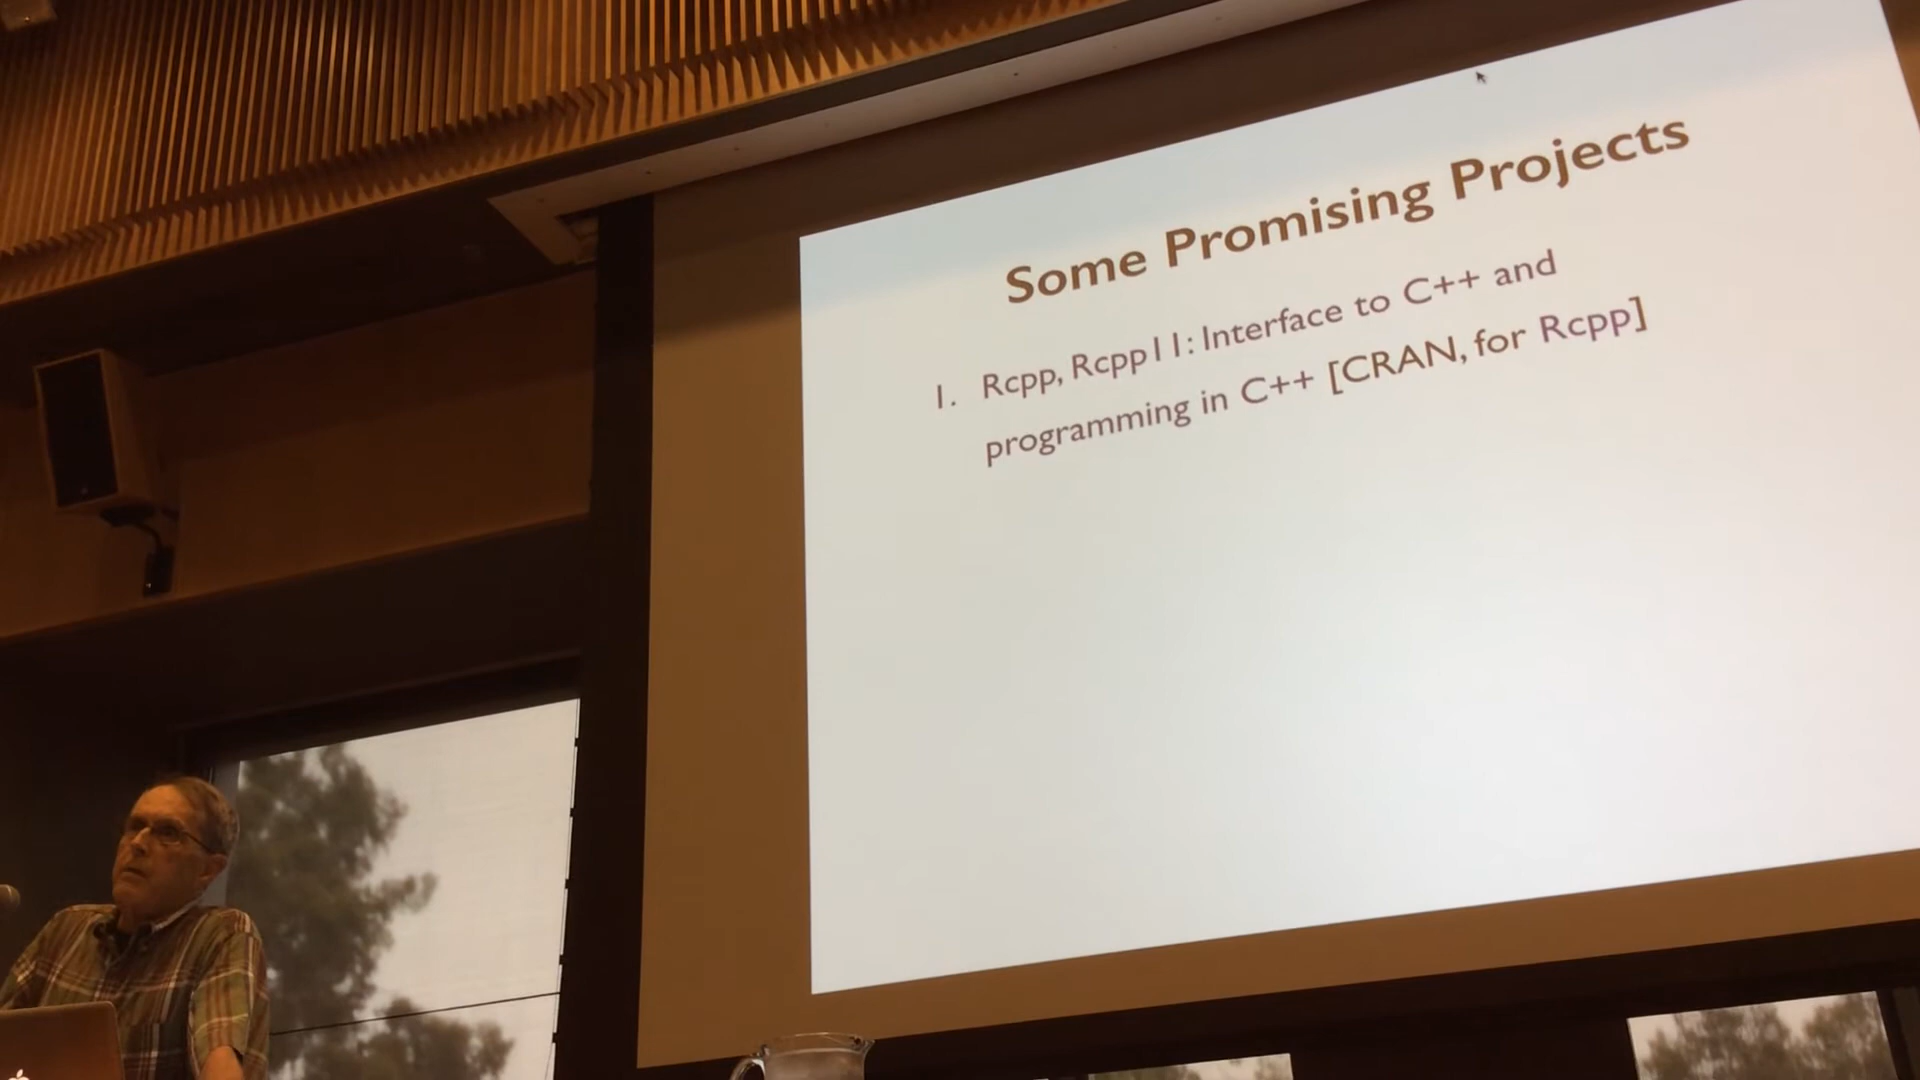 Some Promising Projects
1. Rcpp, Rcpp11: Interface to C++ and
programming in C++ [CRAN, for Rcpp]